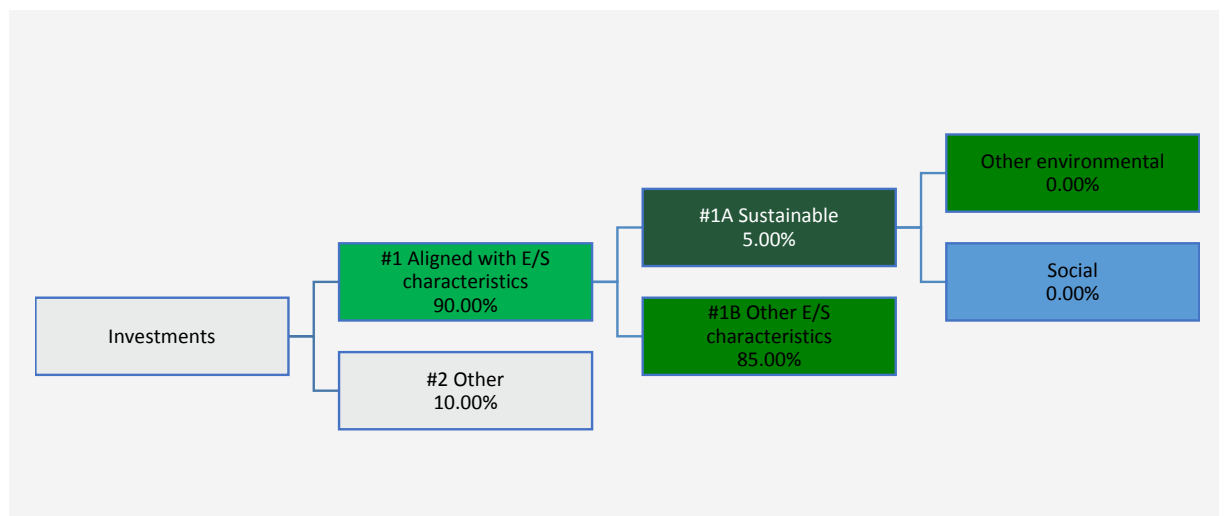 Investments
#1 Aligned with E/S
characteristics
90.00%
#2 Other
10.00%
#1A Sustainable
5.00%
#1B Other E/S
characteristics
85.00%
Other environmental
0.00%
Social
0.00%